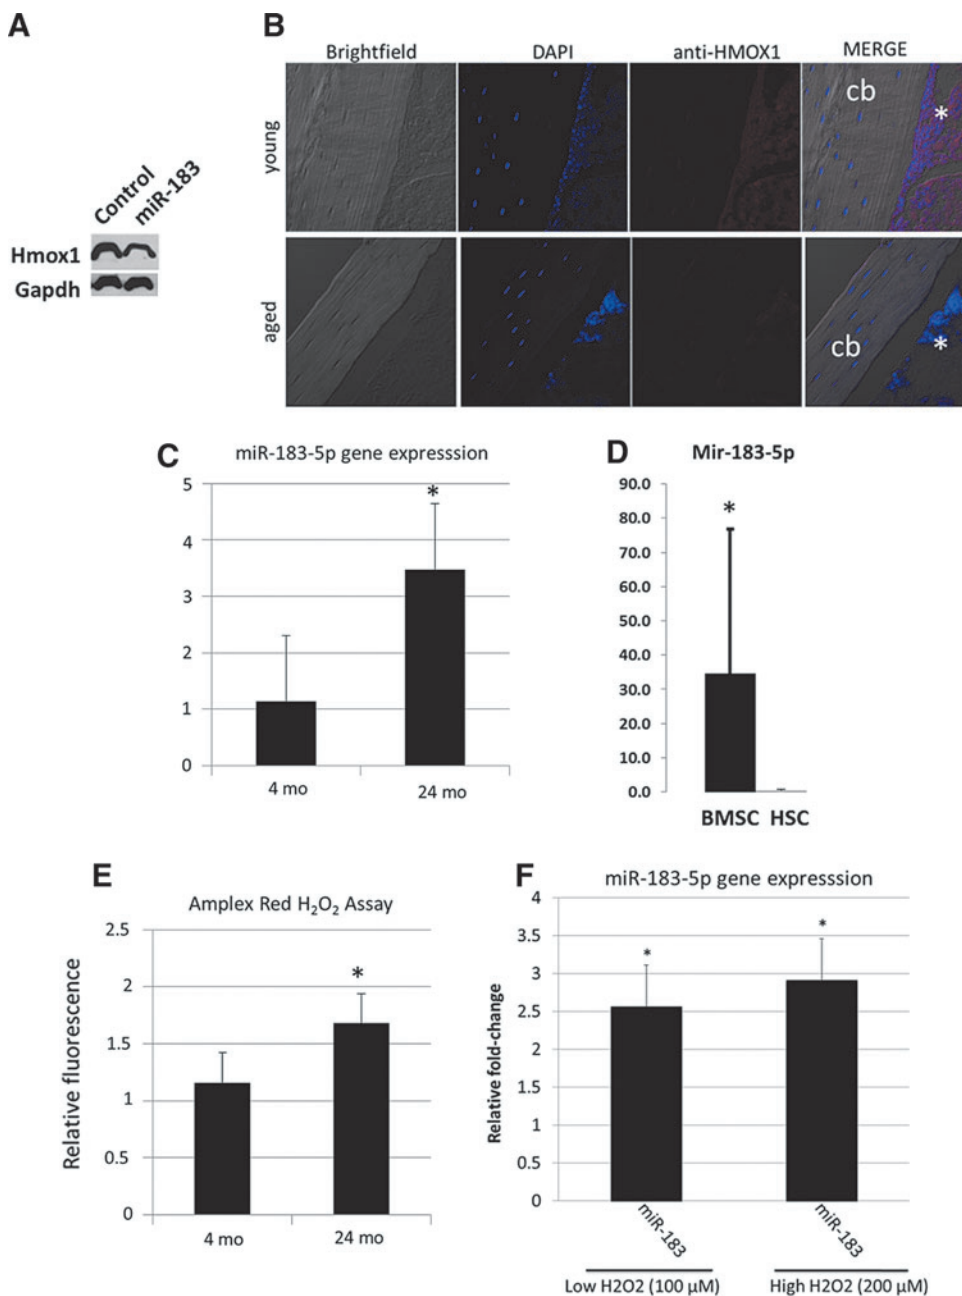 A
Control
miR-183
Hmox1
Gapdh
B
Brightfield DAPI anti-HMOX1 MERGE
young
cb *
aged
cb *
C
miR-183-5p gene expresssion
5
4
3
2
1
0
*
4 mo 24 mo
D
Mir-183-5p
90.0
80.0
70.0
60.0
50.0
40.0
30.0
20.0
10.0
0.0
*
BMSC HSC
E
Amplex Red H₂O₂ Assay
Relative fluorescence
2.5
2
1.5
1
0.5
0
*
4 mo 24 mo
F
miR-183-5p gene expresssion
Relative fold-change
4
3.5
3
2.5
2
1.5
1
0.5
0
* *
miR-183 miR-183
Low H2O2 (100 μM) High H2O2 (200 μM)